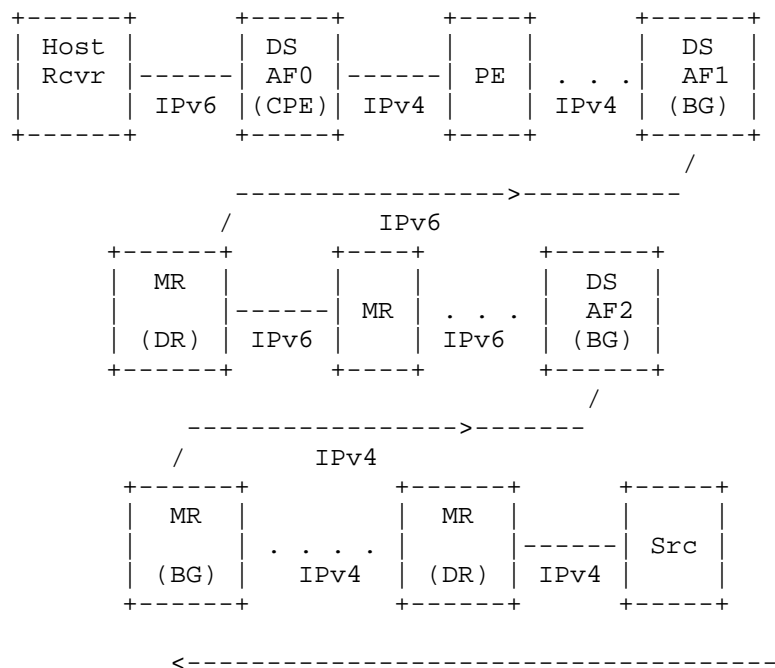 Host DS DS
Rcvr AF0 PE . . . AF1
IPv6 (CPE) IPv4 IPv4 (BG)
IPv6
MR DS
MR . . . AF2
(DR) IPv6 IPv6 (BG)
IPv4
MR MR
. . . . Src
(BG) IPv4 (DR) IPv4